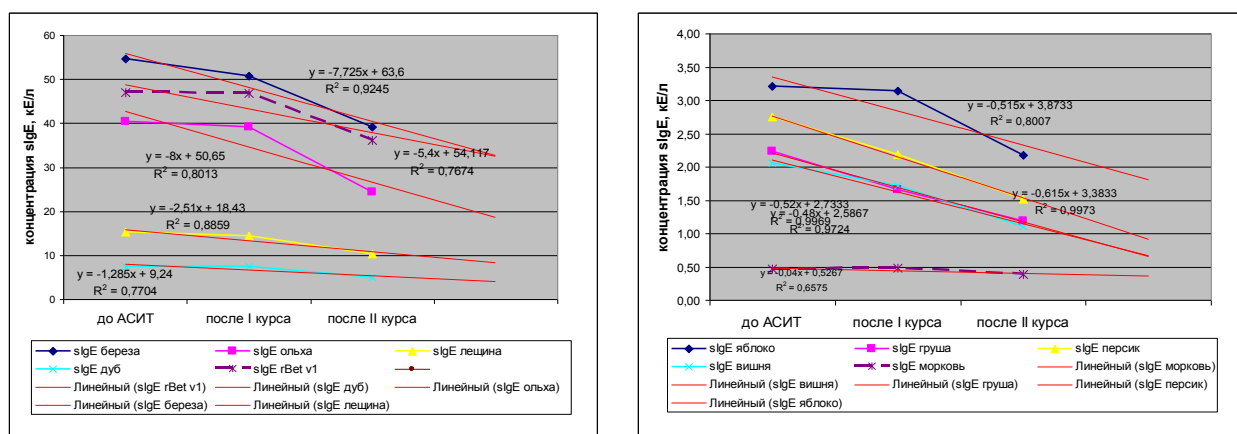 60
50
40
30
20
10
0
концентрация sIgE, кЕ/л
y = -7,725x + 63,6
R² = 0,9245
y = -5,4x + 54,117
R² = 0,7674
y = -8x + 50,65
R² = 0,8013
y = -2,51x + 18,43
R² = 0,8859
y = -1,285x + 9,24
R² = 0,7704
до АСИТ после I курса после II курса
sIgE береза sIgE ольха sIgE лещина
sIgE дуб sIgE rBet v1
Линейный (sIgE rBet v1) Линейный (sIgE дуб) Линейный (sIgE ольха)
Линейный (sIgE береза) Линейный (sIgE лещина)
4,00
3,50
3,00
2,50
2,00
1,50
1,00
0,50
0,00
концентрация sIgE, кЕ/л
y = -0,515x + 3,8733
R² = 0,8007
y = -0,615x + 3,3833
R² = 0,9973
y = -0,52x + 2,7333
R² = 0,9969
y = -0,48x + 2,5867
R² = 0,9724
y = -0,04x + 0,5267
R² = 0,6575
до АСИТ после I курса после II курса
sIgE яблоко sIgE груша sIgE персик
sIgE вишня sIgE морковь Линейный (sIgE морковь)
Линейный (sIgE вишня) Линейный (sIgE груша) Линейный (sIgE персик)
Линейный (sIgE яблоко)